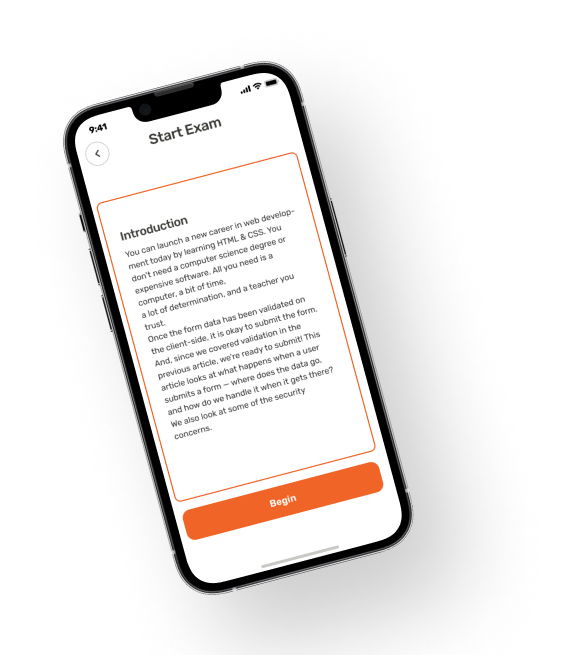 9:41
Start Exam
Introduction
You can launch a new career in web develop-
ment today by learning HTML & CSS. You
don't need a computer science degree or
expensive software. All you need is a
computer, a bit of time,
a lot of determination, and a teacher you
trust.
Once the form data has been validated on
the client-side, it is okay to submit the form.
And, since we covered validation in the
previous article, we're ready to submit! This
article looks at what happens when a user
submits a form — where does the data go,
and how do we handle it when it gets there?
We also look at some of the security
concerns.
Begin